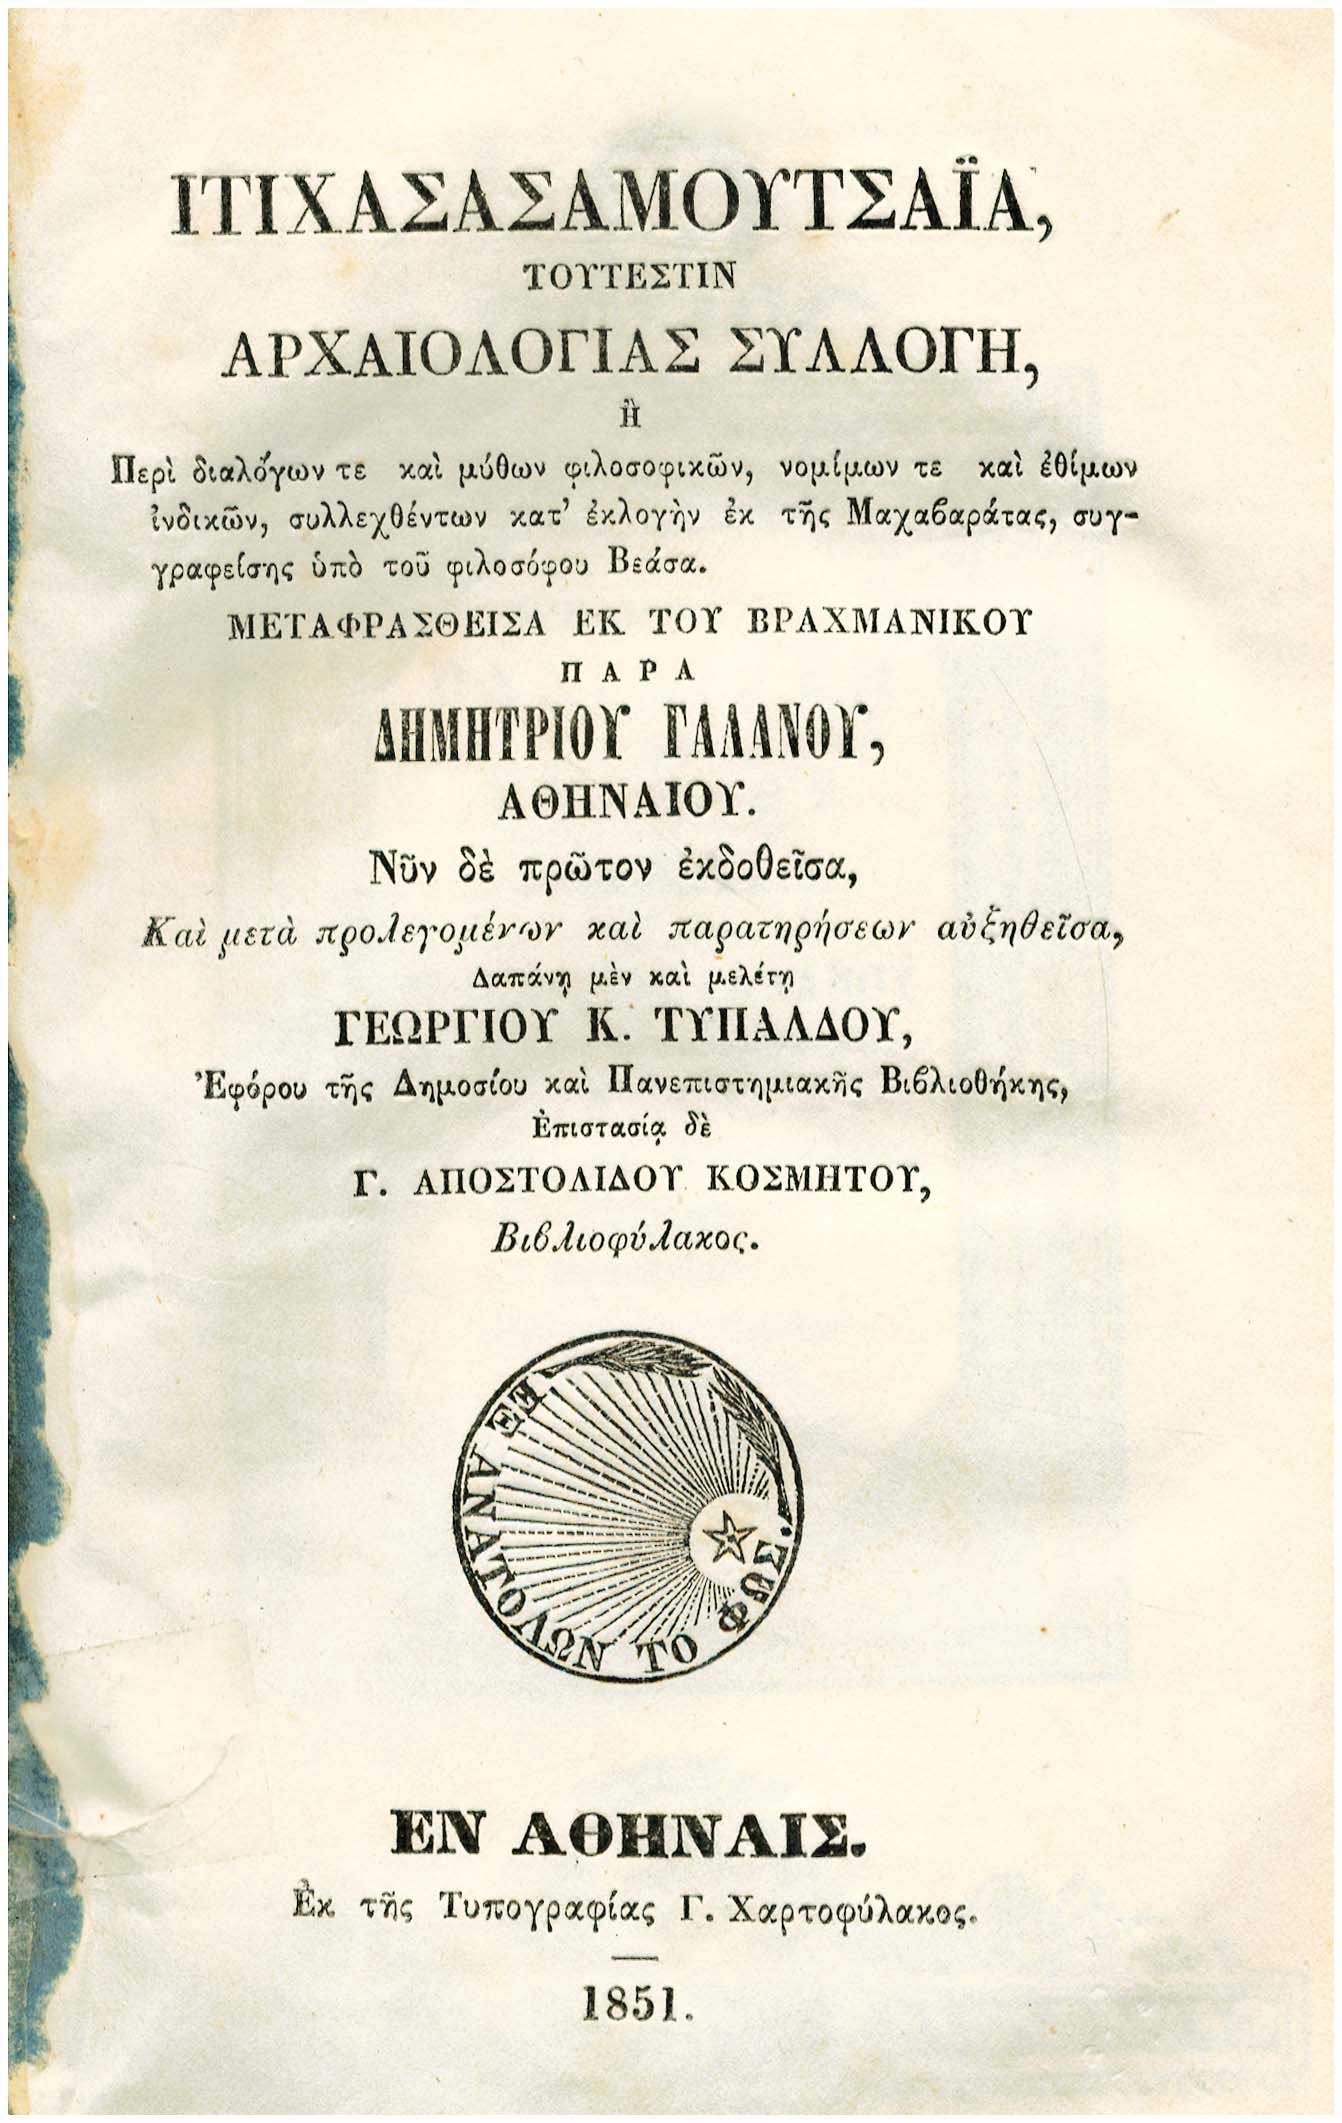 ΙΤΙΧΑΣΑΣΑΜΟΥΤΣΑΪΑ,
ΤΟΥΤΕΣΤΙΝ
ΑΡΧΑΙΟΛΟΓΙΑΣ ΣΥΛΛΟΓΗ,
ἢ
Περὶ διαλόγων τε καὶ μύθων φιλοσοφικῶν, νομίμων τε καὶ ἐθίμων
ἰνδικῶν, συλλεχθέντων κατ’ ἐκλογὴν ἐκ τῆς Μαχαϐαράτας, συγ-
γραφείσης ὑπὸ τοῦ φιλοσόφου Βεάσα.
ΜΕΤΑΦΡΑΣΘΕΙΣΑ ΕΚ ΤΟΥ ΒΡΑΧΜΑΝΙΚΟΥ
ΠΑΡΑ
ΔΗΜΗΤΡΙΟΥ ΓΑΛΑΝΟΥ,
ΑΘΗΝΑΙΟΥ.
Νῦν δὲ πρῶτον ἐκδοθεῖσα,
Καὶ μετὰ προλεγομένων καὶ παρατηρήσεων αὐξηθεῖσα,
Δαπάνῃ μὲν καὶ μελέτῃ
ΓΕΩΡΓΙΟΥ Κ. ΤΥΠΑΛΔΟΥ,
Ἐφόρου τῆς Δημοσίου καὶ Πανεπιστημιακῆς Βιϐλιοθήκης,
Ἐπιστασίᾳ δὲ
Γ. ΑΠΟΣΤΟΛΙΔΟΥ ΚΟΣΜΗΤΟΥ,
Βιϐλιοφύλακος.
ΕΞ ΑΝΑΤΟΛΩΝ ΤΟ ΦΩΣ.
ΕΝ ΑΘΗΝΑΙΣ.
Ἐκ τῆς Τυπογραφίας Γ. Χαρτοφύλακος.
1851.